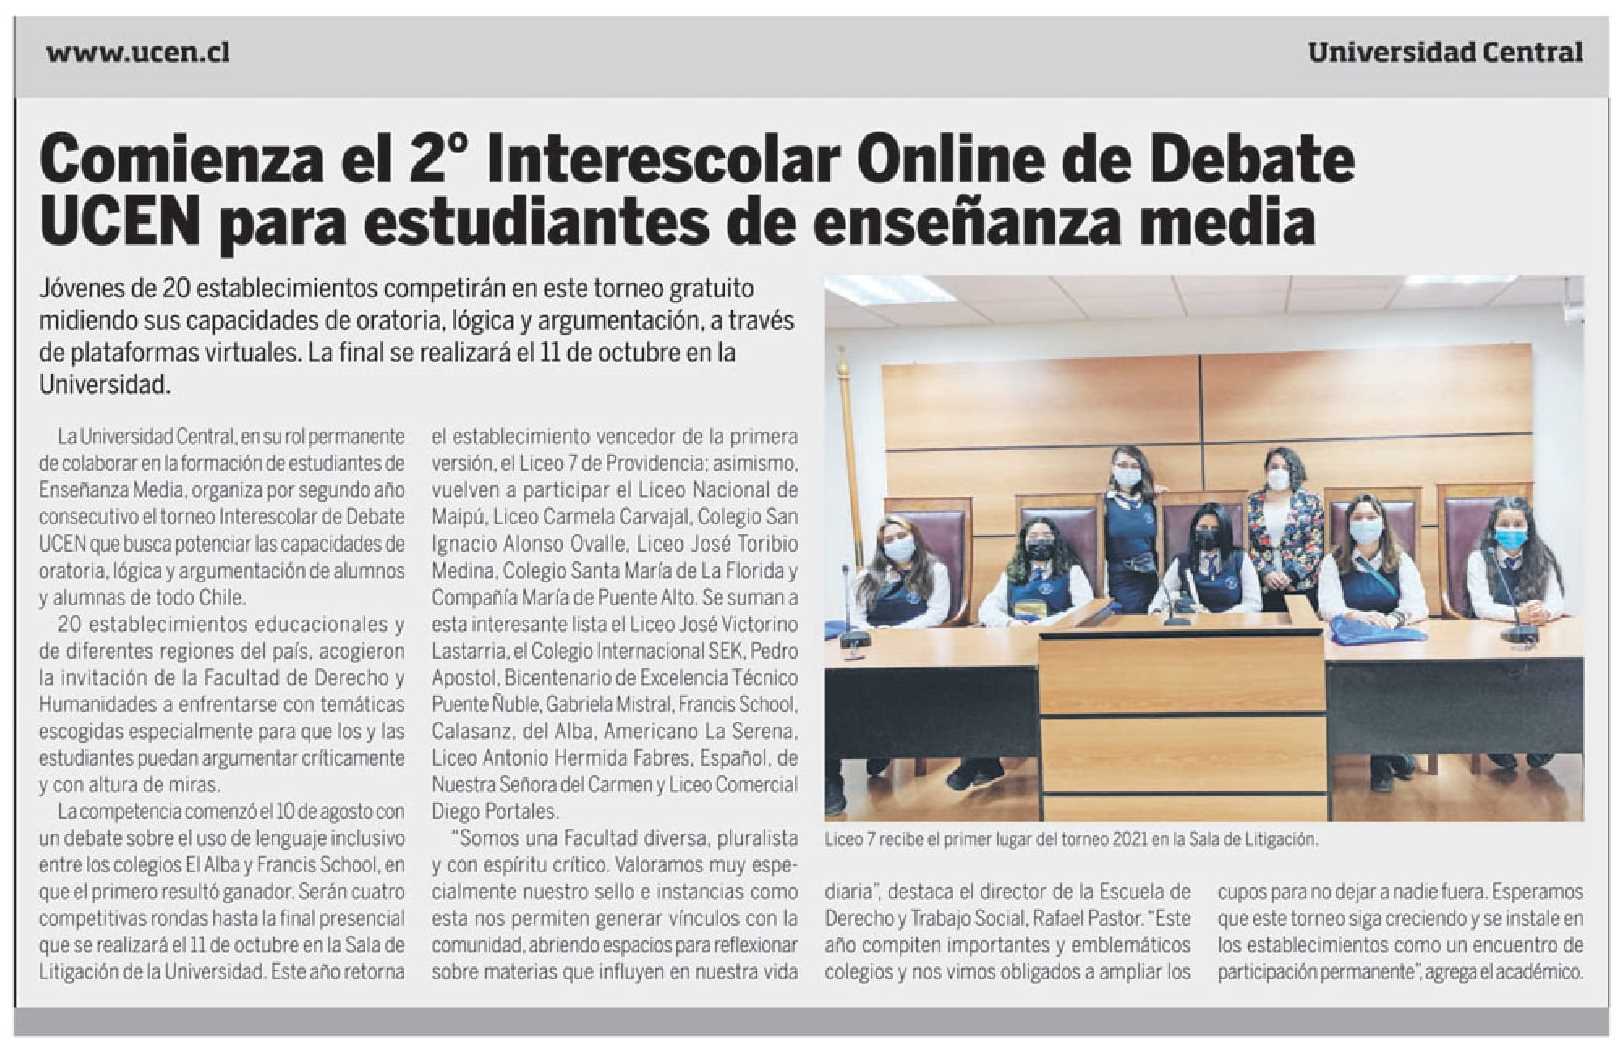 www.ucen.cl
Universidad Central
Comienza el 2º Interescolar Online de Debate
UCEN para estudiantes de enseñanza media
Jóvenes de 20 establecimientos competirán en este torneo gratuito
midiendo sus capacidades de oratoria, lógica y argumentación, a través
de plataformas virtuales. La final se realizará el 11 de octubre en la
Universidad.
La Universidad Central, en su rol permanente
de colaborar en la formación de estudiantes de
Enseñanza Media, organiza por segundo año
consecutivo el torneo Interescolar de Debate
UCEN que busca potenciar las capacidades de
oratoria, lógica y argumentación de alumnos
y alumnas de todo Chile.
20 establecimientos educacionales y
de diferentes regiones del país, acogieron
la invitación de la Facultad de Derecho y
Humanidades a enfrentarse con temáticas
escogidas especialmente para que los y las
estudiantes puedan argumentar críticamente
y con altura de miras.
La competencia comenzó el 10 de agosto con
un debate sobre el uso de lenguaje inclusivo
entre los colegios El Alba y Francis School, en
que el primero resultó ganador. Serán cuatro
competitivas rondas hasta la final presencial
que se realizará el 11 de octubre en la Sala de
Litigación de la Universidad. Este año retorna
el establecimiento vencedor de la primera
versión, el Liceo 7 de Providencia; asimismo,
vuelven a participar el Liceo Nacional de
Maipú, Liceo Carmela Carvajal, Colegio San
Ignacio Alonso Ovalle, Liceo José Toribio
Medina, Colegio Santa María de La Florida y
Compañía María de Puente Alto. Se suman a
esta interesante lista el Liceo José Victorino
Lastarria, el Colegio Internacional SEK, Pedro
Apostol, Bicentenario de Excelencia Técnico
Puente Ñuble, Gabriela Mistral, Francis School,
Calasanz, del Alba, Americano La Serena,
Liceo Antonio Hermida Fabres, Español, de
Nuestra Señora del Carmen y Liceo Comercial
Diego Portales.
“Somos una Facultad diversa, pluralista
y con espíritu crítico. Valoramos muy espe-
cialmente nuestro sello e instancias como
esta nos permiten generar vínculos con la
comunidad, abriendo espacios para reflexionar
sobre materias que influyen en nuestra vida
Liceo 7 recibe el primer lugar del torneo 2021 en la Sala de Litigación.
diaria”, destaca el director de la Escuela de
Derecho y Trabajo Social, Rafael Pastor. “Este
año compiten importantes y emblemáticos
colegios y nos vimos obligados a ampliar los
cupos para no dejar a nadie fuera. Esperamos
que este torneo siga creciendo y se instale en
los establecimientos como un encuentro de
participación permanente”, agrega el académico.